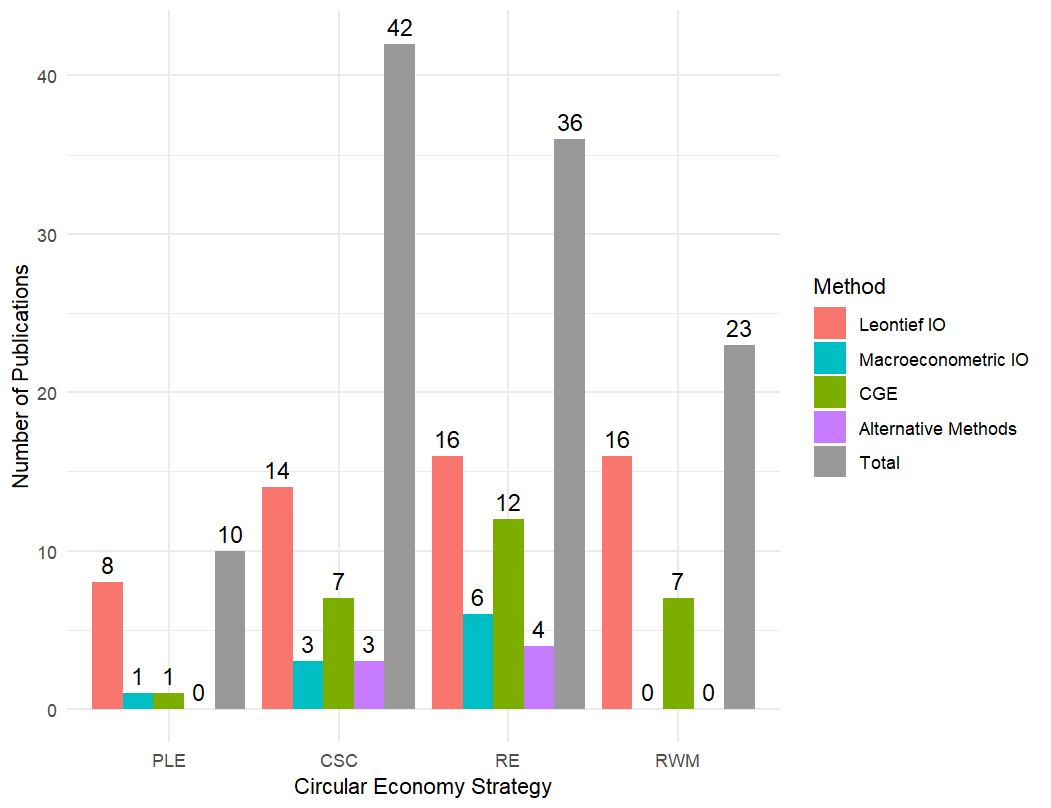 42
40
36
30
23
20
16
16
14
12
10
10
8
7
7
6
4
3
3
1
1
0
0
0
0
PLE
CSC
RE
RWM
Circular Economy Strategy
Number of Publications
Method
Leontief IO
Macroeconometric IO
CGE
Alternative Methods
Total